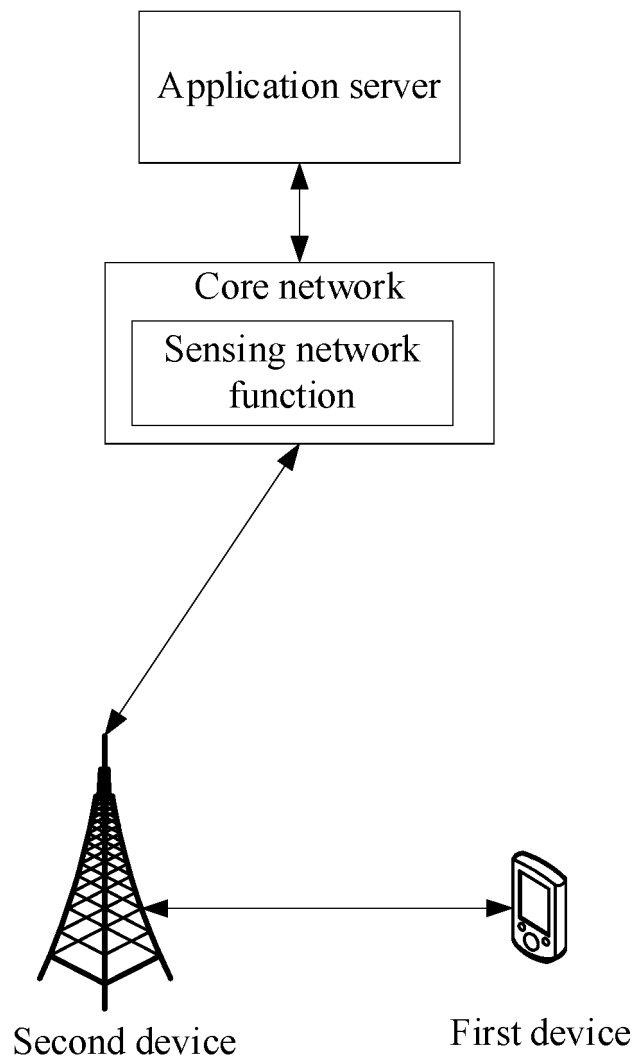 Application server
Core network
Sensing network
function
Second device
First device